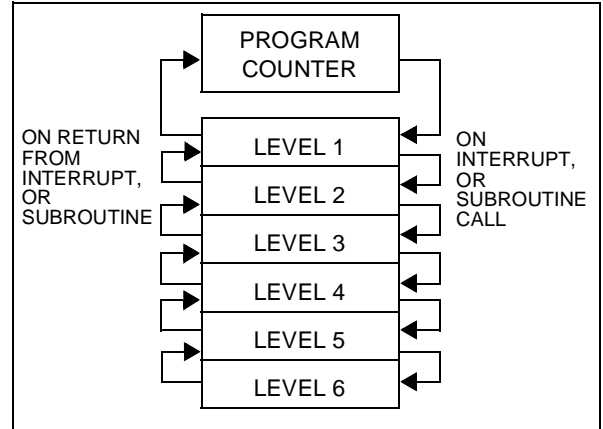 PROGRAM
COUNTER
ON RETURN
FROM
INTERRUPT,
OR
SUBROUTINE
LEVEL 1
LEVEL 2
LEVEL 3
LEVEL 4
LEVEL 5
LEVEL 6
ON
INTERRUPT,
OR
SUBROUTINE
CALL